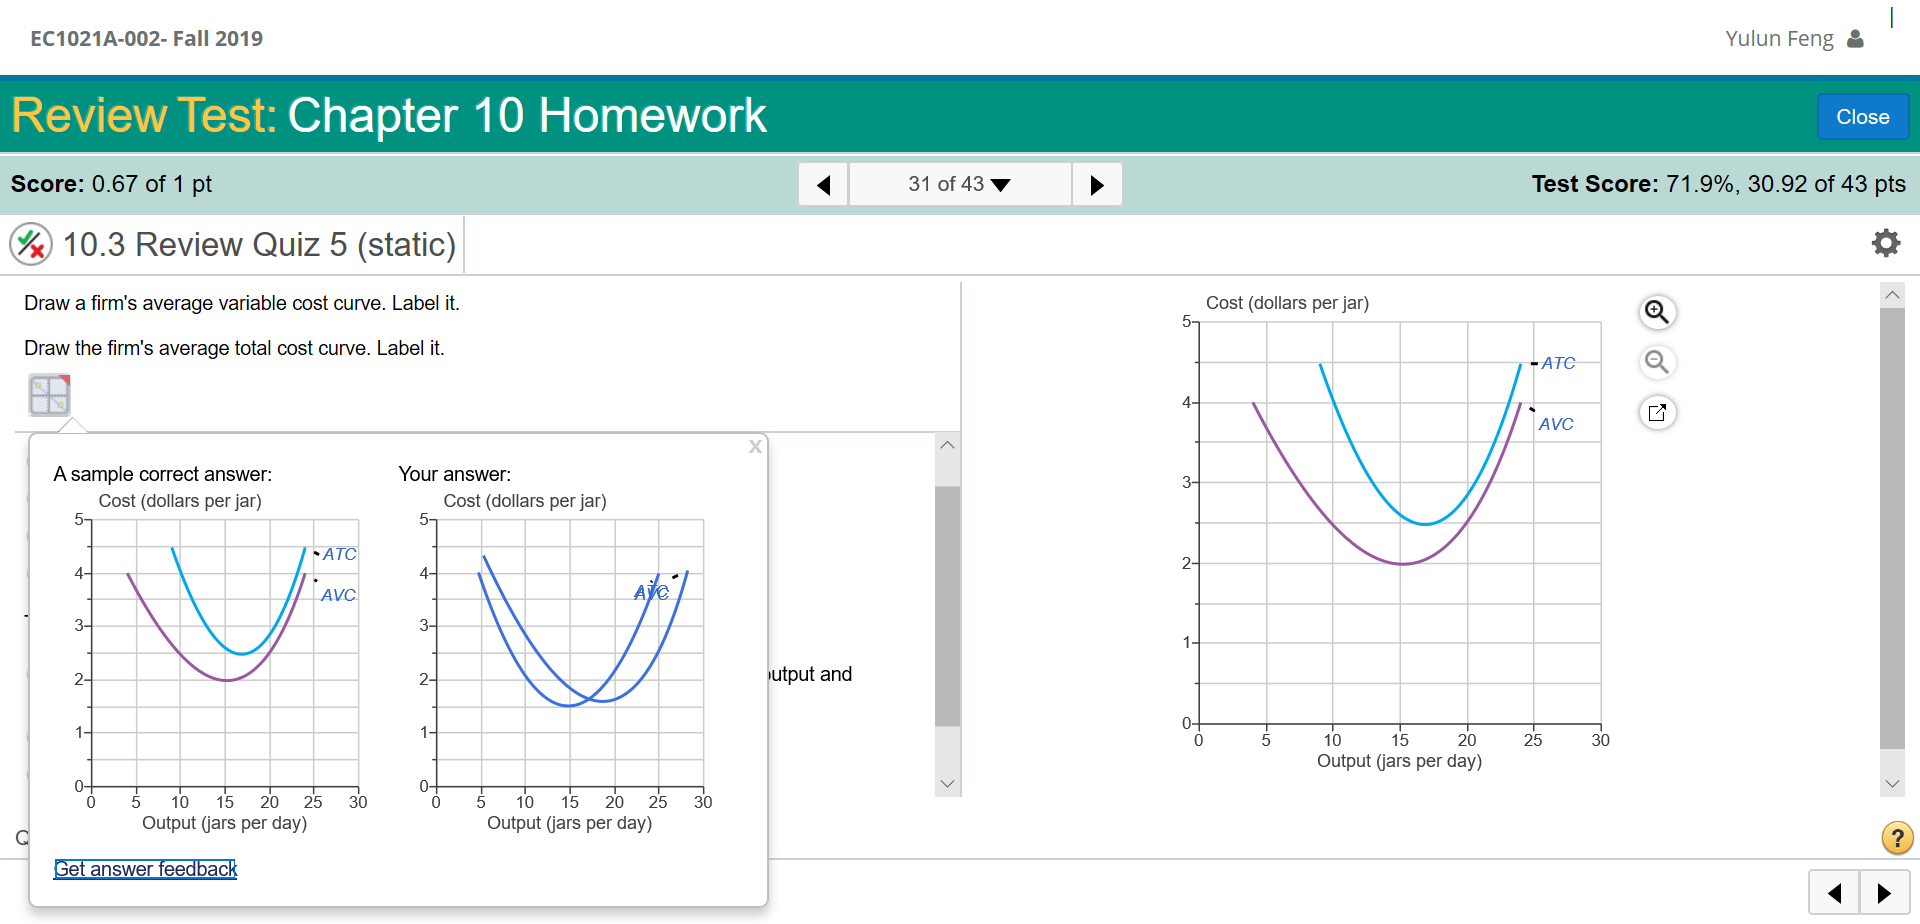 EC1021A-002- Fall 2019
Yulun Feng
Review Test: Chapter 10 Homework
Close
Score: 0.67 of 1 pt
31 of 43
Test Score: 71.9%, 30.92 of 43 pts
10.3 Review Quiz 5 (static)
Draw a firm's average variable cost curve. Label it.
Draw the firm's average total cost curve. Label it.
X
A sample correct answer:
Cost (dollars per jar)
5
4
3
2
1
0
ATC
AVC
0 5 10 15 20 25 30
Output (jars per day)
Your answer:
Cost (dollars per jar)
5
4
3
2
1
0
0 5 10 15 20 25 30
Output (jars per day)
Get answer feedback
utput and
Q
Cost (dollars per jar)
5
4
3
2
1
0
ATC
AVC
0 5 10 15 20 25 30
Output (jars per day)
?